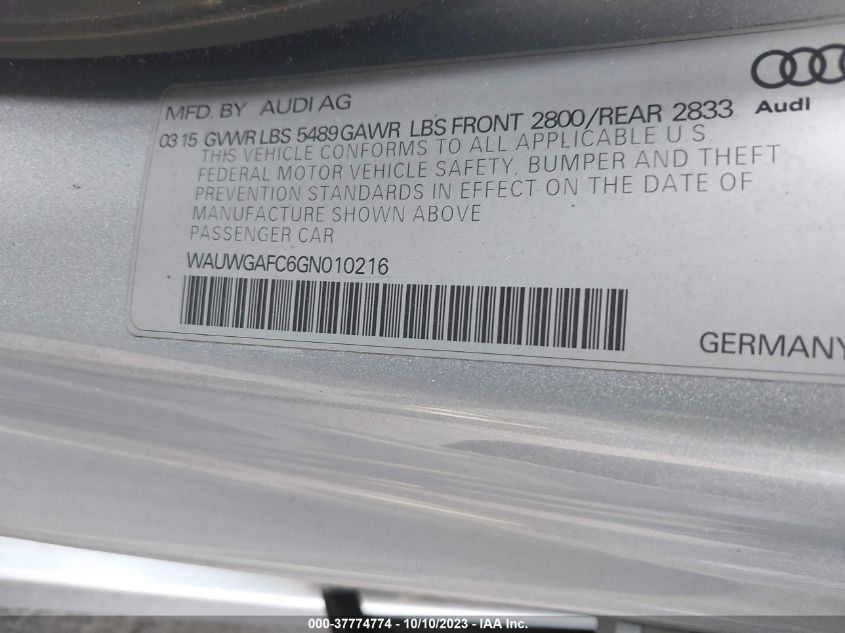 MFD. BY AUDI AG
Audi
03 15 GVWR LBS 5489 GAWR LBS FRONT 2800/REAR 2833
THIS VEHICLE CONFORMS TO ALL APPLICABLE U.S.
FEDERAL MOTOR VEHICLE SAFETY, BUMPER AND THEFT
PREVENTION STANDARDS IN EFFECT ON THE DATE OF
MANUFACTURE SHOWN ABOVE
PASSENGER CAR
WAUWGAFC6GN010216
GERMANY
000-37774774 - 10/10/2023 - IAA Inc.